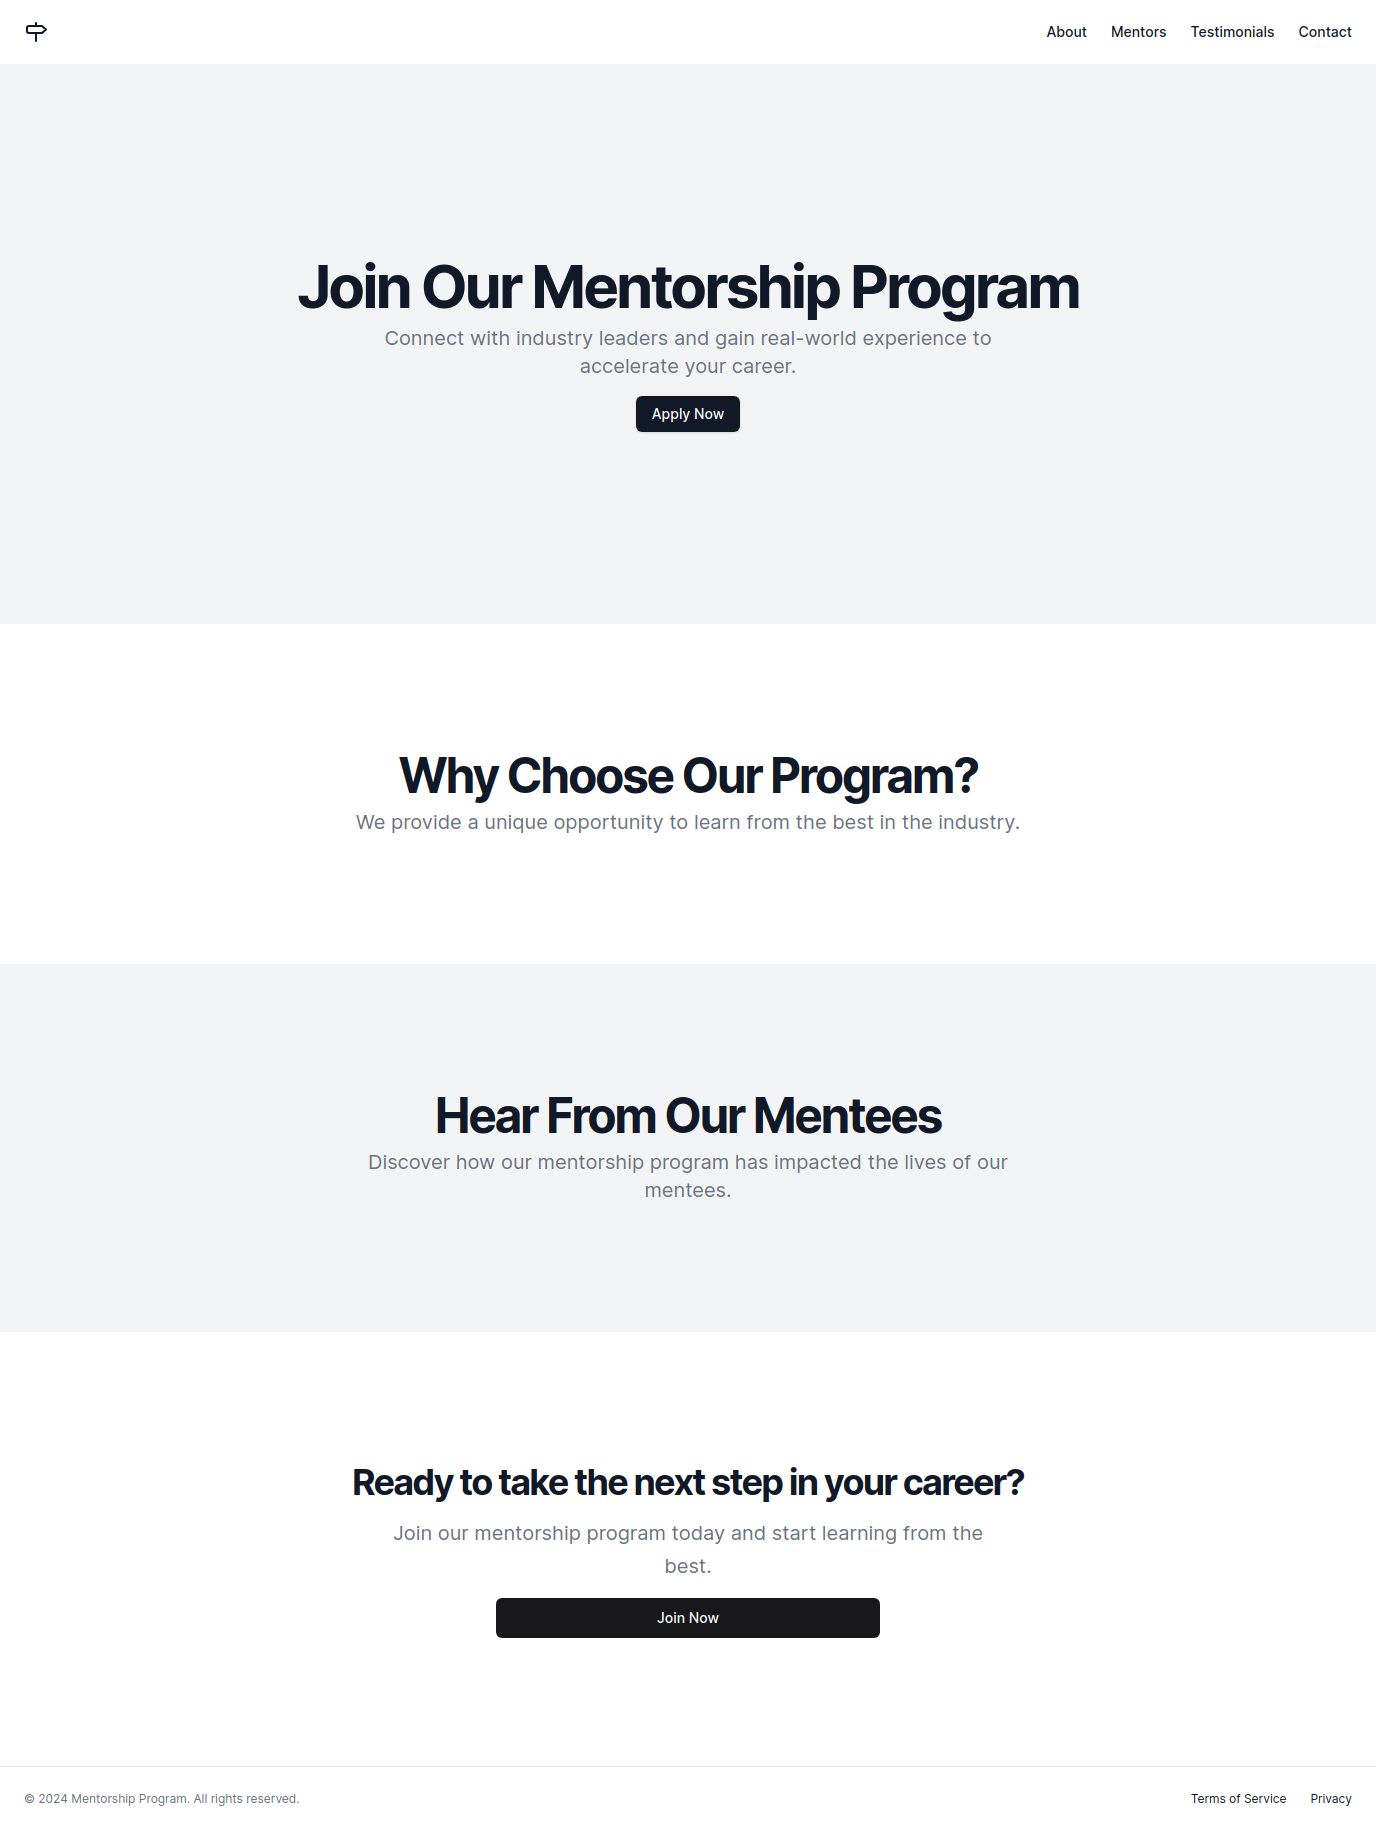 About Mentors Testimonials Contact
Join Our Mentorship Program
Connect with industry leaders and gain real-world experience to
accelerate your career.
Apply Now
Why Choose Our Program?
We provide a unique opportunity to learn from the best in the industry.
Hear From Our Mentees
Discover how our mentorship program has impacted the lives of our
mentees.
Ready to take the next step in your career?
Join our mentorship program today and start learning from the
best.
Join Now
© 2024 Mentorship Program. All rights reserved. Terms of Service Privacy